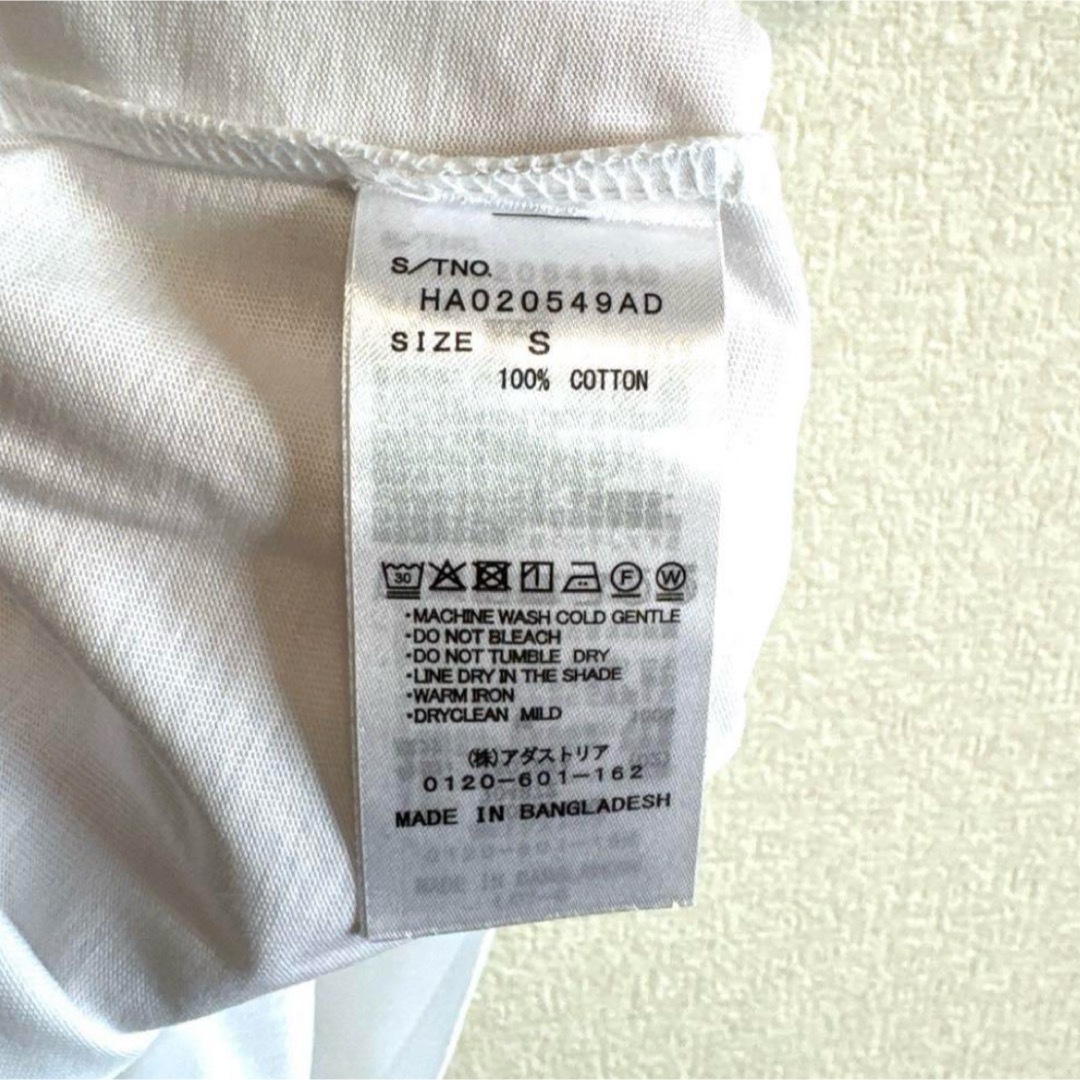 S/TNO.
HA020549AD
SIZE S
100% COTTON
30 F W
・MACHINE WASH COLD GENTLE
・DO NOT BLEACH
・DO NOT TUMBLE DRY
・LINE DRY IN THE SHADE
・WARM IRON
・DRYCLEAN MILD
(株)アダストリア
0120-601-162
MADE IN BANGLADESH